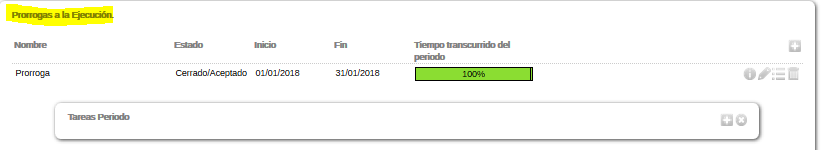 Prorrogas a la Ejecución.
Nombre Estado Inicio Fin Tiempo transcurrido del periodo
Prorroga Cerrado/Aceptado 01/01/2018 31/01/2018 100%
Tareas Periodo